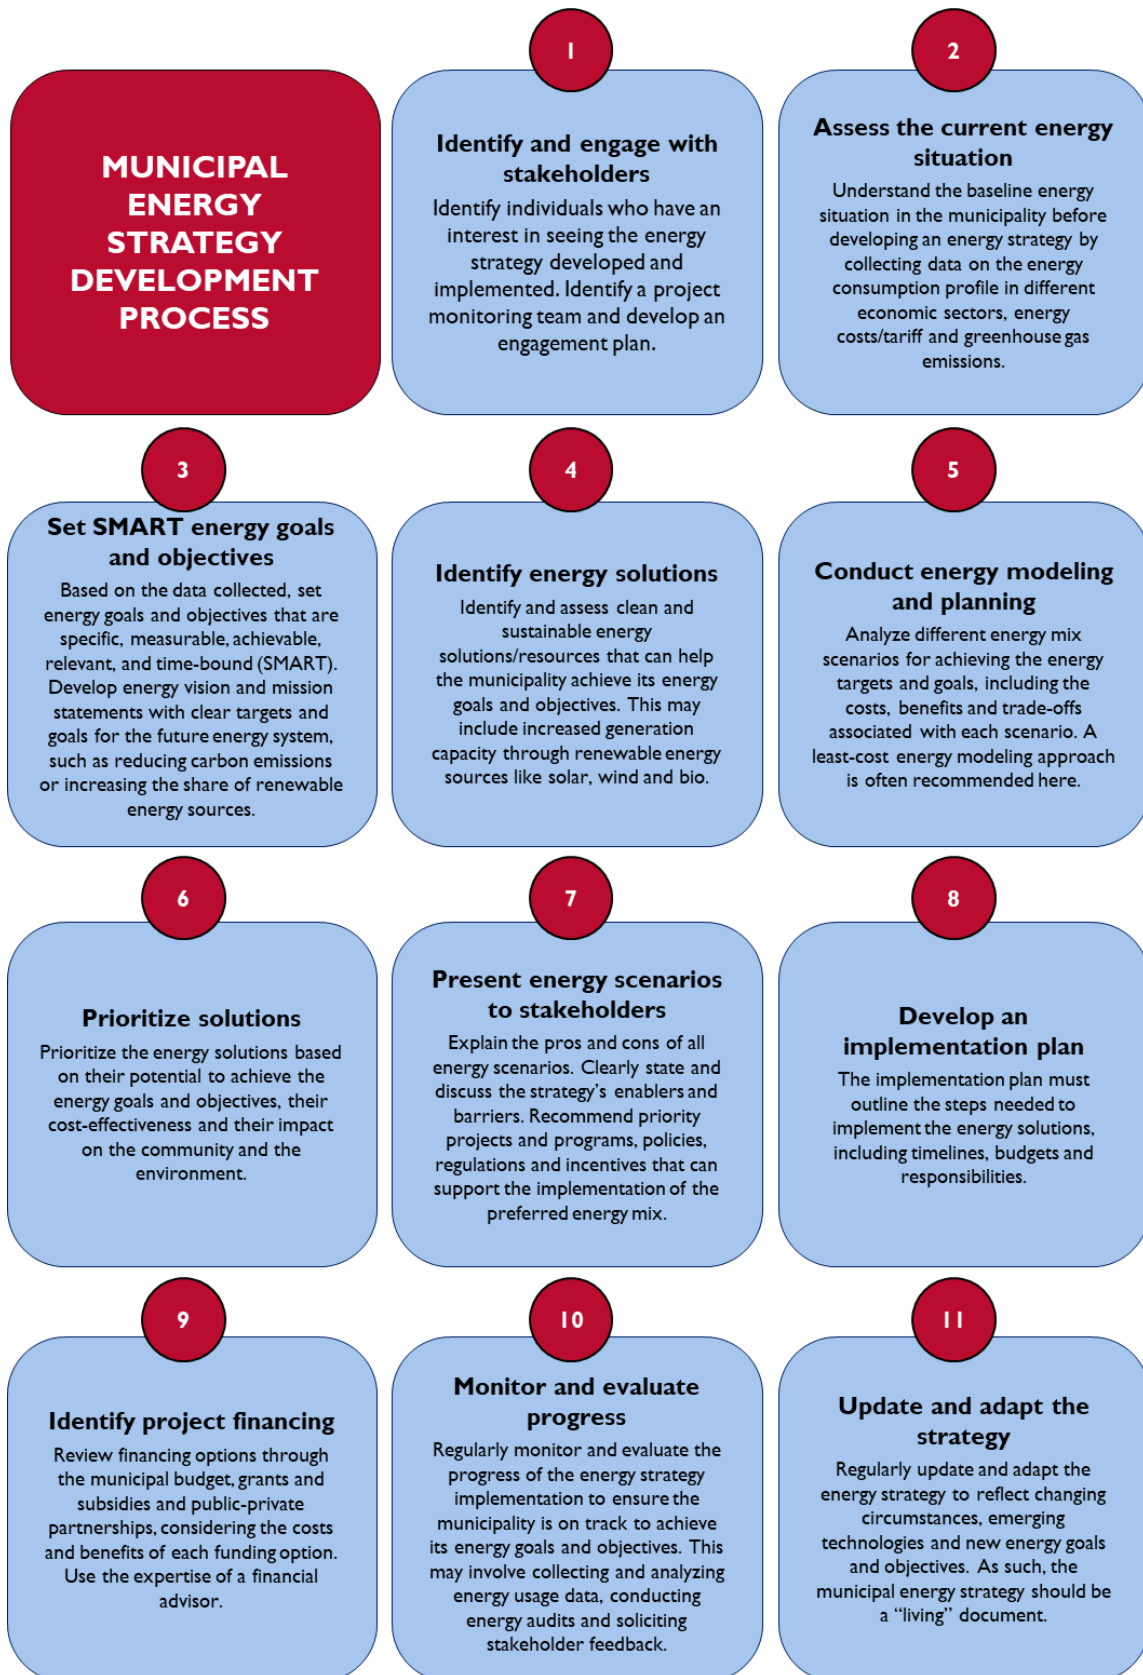 MUNICIPAL
ENERGY
STRATEGY
DEVELOPMENT
PROCESS
1
Identify and engage with
stakeholders
Identify individuals who have an
interest in seeing the energy
strategy developed and
implemented. Identify a project
monitoring team and develop an
engagement plan.
2
Assess the current energy
situation
Understand the baseline energy
situation in the municipality before
developing an energy strategy by
collecting data on the energy
consumption profile in different
economic sectors, energy
costs/tariff and greenhouse gas
emissions.
3
Set SMART energy goals
and objectives
Based on the data collected, set
energy goals and objectives that are
specific, measurable, achievable,
relevant, and time-bound (SMART).
Develop energy vision and mission
statements with clear targets and
goals for the future energy system,
such as reducing carbon emissions
or increasing the share of renewable
energy sources.
4
Identify energy solutions
Identify and assess clean and
sustainable energy
solutions/resources that can help
the municipality achieve its energy
goals and objectives. This may
include increased generation
capacity through renewable energy
sources like solar, wind and bio.
5
Conduct energy modeling
and planning
Analyze different energy mix
scenarios for achieving the energy
targets and goals, including the
costs, benefits and trade-offs
associated with each scenario. A
least-cost energy modeling approach
is often recommended here.
6
Prioritize solutions
Prioritize the energy solutions based
on their potential to achieve the
energy goals and objectives, their
cost-effectiveness and their impact
on the community and the
environment.
7
Present energy scenarios
to stakeholders
Explain the pros and cons of all
energy scenarios. Clearly state and
discuss the strategy's enablers and
barriers. Recommend priority
projects and programs, policies,
regulations and incentives that can
support the implementation of the
preferred energy mix.
8
Develop an
implementation plan
The implementation plan must
outline the steps needed to
implement the energy solutions,
including timelines, budgets and
responsibilities.
9
Identify project financing
Review financing options through
the municipal budget, grants and
subsidies and public-private
partnerships, considering the costs
and benefits of each funding option.
Use the expertise of a financial
advisor.
10
Monitor and evaluate
progress
Regularly monitor and evaluate the
progress of the energy strategy
implementation to ensure the
municipality is on track to achieve
its energy goals and objectives. This
may involve collecting and analyzing
energy usage data, conducting
energy audits and soliciting
stakeholder feedback.
11
Update and adapt the
strategy
Regularly update and adapt the
energy strategy to reflect changing
circumstances, emerging
technologies and new energy goals
and objectives. As such, the
municipal energy strategy should be
a “living” document.